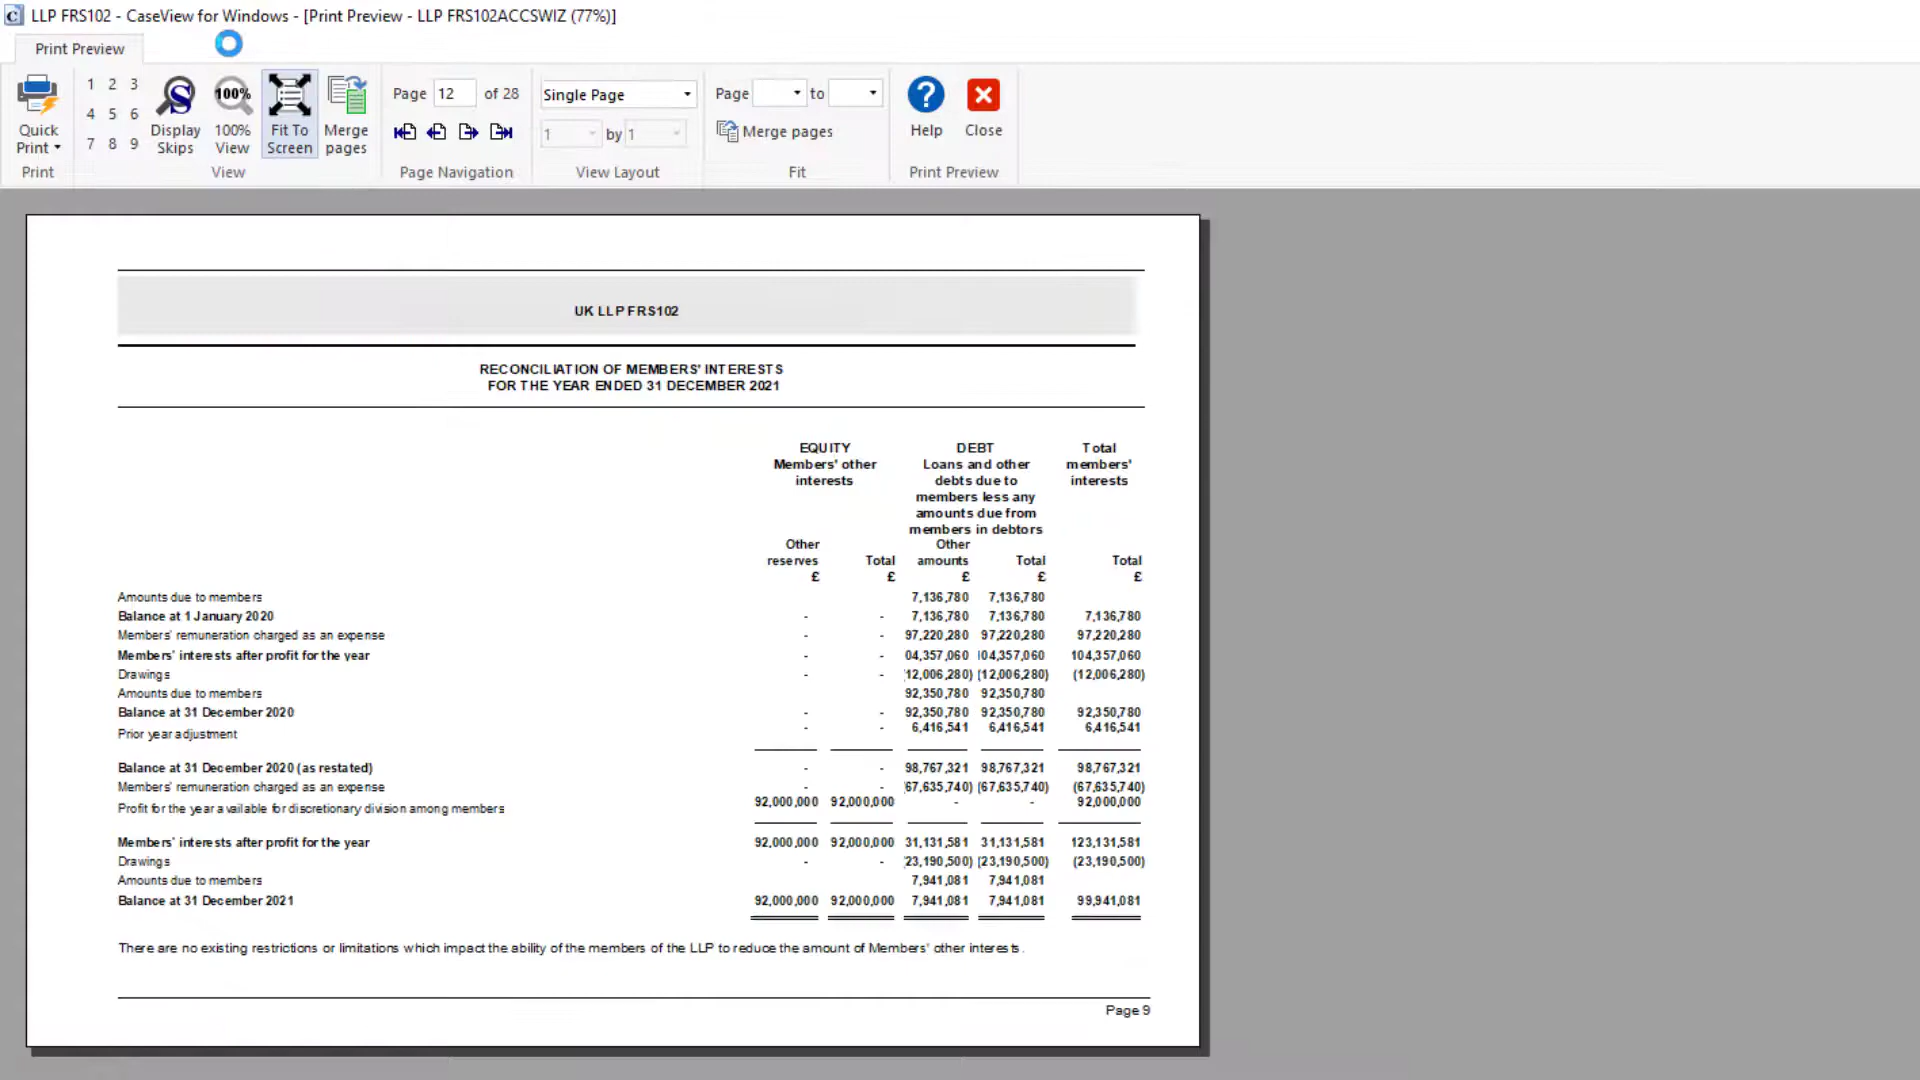 LLP FRS102 - CaseView for Windows - [Print Preview - LLP FRS102ACCSWIZ (77%)]
Print Preview
1 2 3
4 5 6
7 8 9
Quick Print
Display Skips
100%
100% View
Fit To Screen
Merge pages
Page 12 of 28
Single Page
1 by 1
Page to
Merge pages
Help
Close
Print
View
Page Navigation
View Layout
Fit
Print Preview
UK LLP FRS102
RECONCILIATION OF MEMBERS' INTERESTS
FOR THE YEAR ENDED 31 DECEMBER 2021
EQUITY Members' other interests
DEBT Loans and other debts due to members less any amounts due from members in debtors
Total members' interests
Other reserves Total Other amounts Total Total
£ £ £ £ £
Amounts due to members 7,136,780 7,136,780
Balance at 1 January 2020 - - 7,136,780 7,136,780 7,136,780
Members' remuneration charged as an expense - - 97,220,280 97,220,280 97,220,280
Members' interests after profit for the year - - 04,357,060 104,357,060 104,357,060
Drawings - - 12,006,280) (12,006,280) (12,006,280)
Amounts due to members 92,350,780 92,350,780
Balance at 31 December 2020 - - 92,350,780 92,350,780 92,350,780
Prior year adjustment - - 6,416,541 6,416,541 6,416,541
Balance at 31 December 2020 (as restated) - - 98,767,321 98,767,321 98,767,321
Members' remuneration charged as an expense - - 67,635,740) (67,635,740) (67,635,740)
Profit for the year available for discretionary division among members 92,000,000 92,000,000 - - 92,000,000
Members' interests after profit for the year 92,000,000 92,000,000 31,131,581 31,131,581 123,131,581
Drawings - - 23,190,500) (23,190,500) (23,190,500)
Amounts due to members 7,941,081 7,941,081
Balance at 31 December 2021 92,000,000 92,000,000 7,941,081 7,941,081 99,941,081
There are no existing restrictions or limitations which impact the ability of the members of the LLP to reduce the amount of Members' other interests.
Page 9